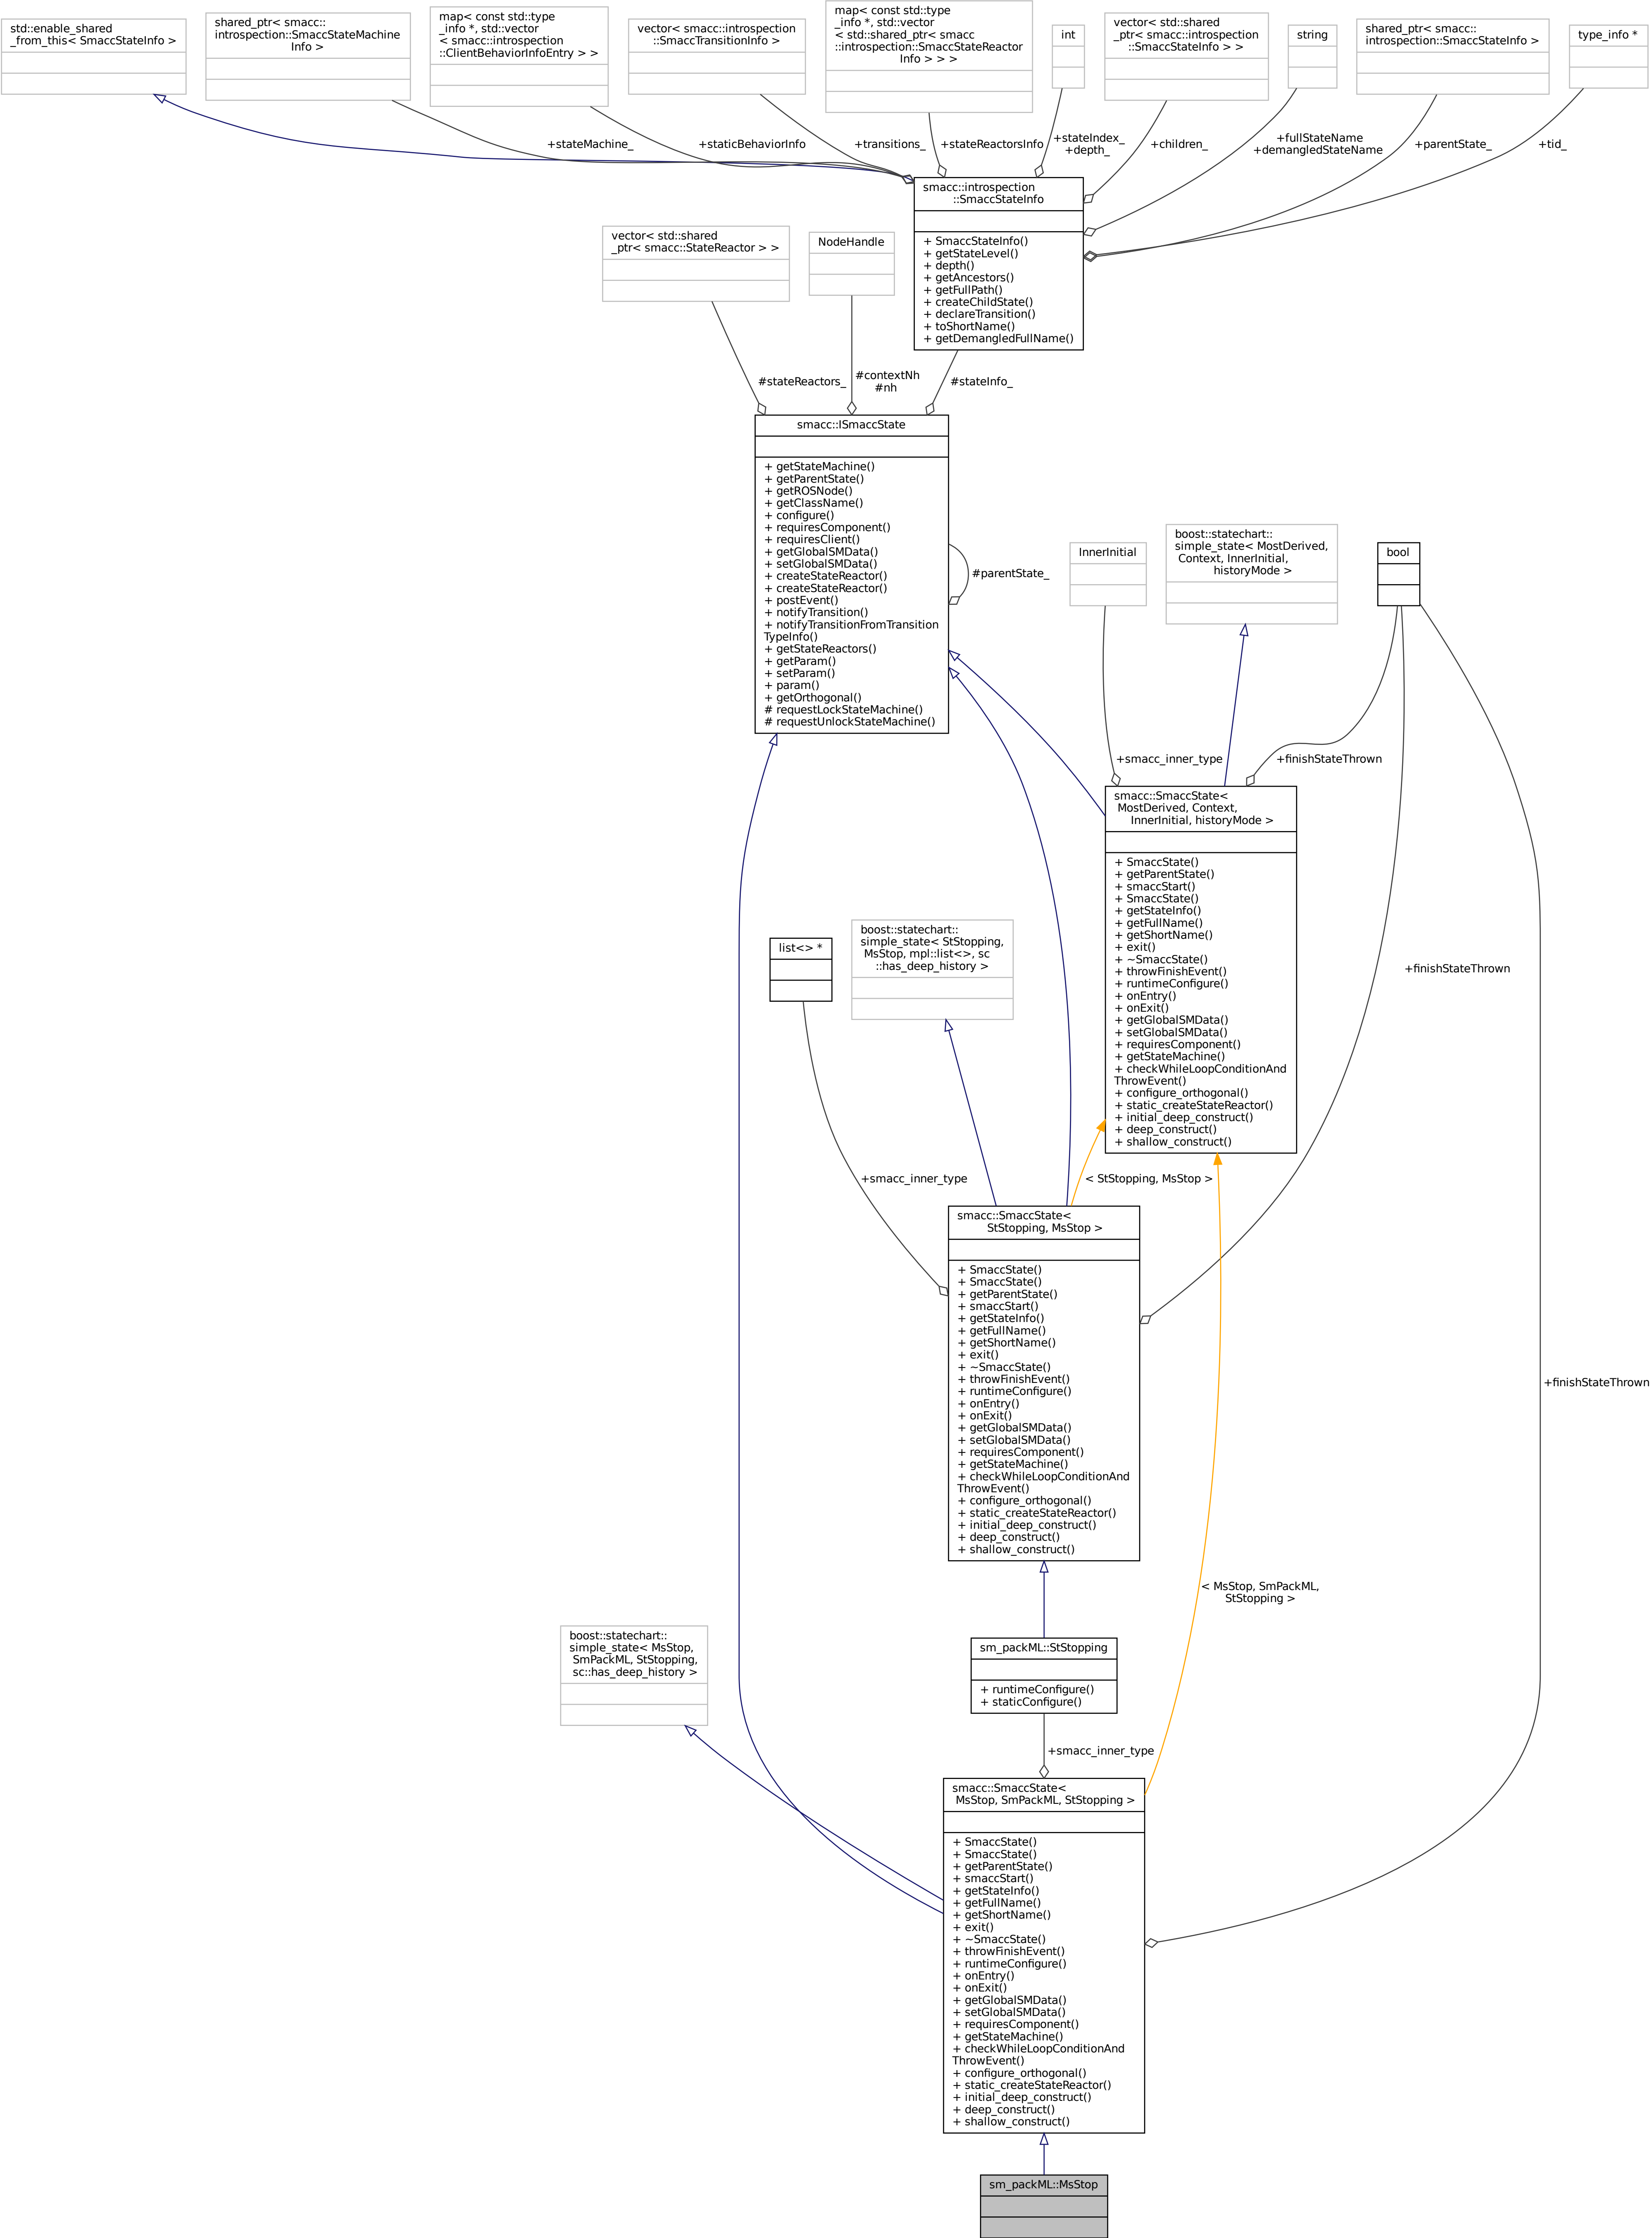 std::enable_shared
_from_this< SmaccStateInfo >
shared_ptr< smacc::
introspection::SmaccStateMachine
Info >
map< const std::type
_info *, std::vector
< smacc::introspection
::ClientBehaviorInfoEntry > >
vector< smacc::introspection
::SmaccTransitionInfo >
map< const std::type
_info *, std::vector
< std::shared_ptr< smacc
::introspection::SmaccStateReactor
Info > > >
int
vector< std::shared
_ptr< smacc::introspection
::SmaccStateInfo > >
string
shared_ptr< smacc::
introspection::SmaccStateInfo >
type_info *
+stateMachine_
+staticBehaviorInfo
+transitions_
+stateReactorsInfo
+stateIndex_
+depth_
+children_
+fullStateName
+demangledStateName
+parentState_
+tid_
smacc::introspection
::SmaccStateInfo
+ SmaccStateInfo()
+ getStateLevel()
+ depth()
+ getAncestors()
+ getFullPath()
+ createChildState()
+ declareTransition()
+ toShortName()
+ getDemangledFullName()
vector< std::shared
_ptr< smacc::StateReactor > >
NodeHandle
#stateReactors_
#contextNh
#nh
#stateInfo_
smacc::ISmaccState
+ getStateMachine()
+ getParentState()
+ getROSNode()
+ getClassName()
+ configure()
+ requiresComponent()
+ requiresClient()
+ getGlobalSMData()
+ setGlobalSMData()
+ createStateReactor()
+ createStateReactor()
+ postEvent()
+ notifyTransition()
+ notifyTransitionFromTransition
TypeInfo()
+ getStateReactors()
+ getParam()
+ setParam()
+ param()
+ getOrthogonal()
# requestLockStateMachine()
# requestUnlockStateMachine()
#parentState_
InnerInitial
boost::statechart::
simple_state< MostDerived,
Context, InnerInitial,
historyMode >
bool
+smacc_inner_type
+finishStateThrown
smacc::SmaccState<
MostDerived, Context,
InnerInitial, historyMode >
+ SmaccState()
+ getParentState()
+ smaccStart()
+ SmaccState()
+ getStateInfo()
+ getFullName()
+ getShortName()
+ exit()
+ ~SmaccState()
+ throwFinishEvent()
+ runtimeConfigure()
+ onEntry()
+ onExit()
+ getGlobalSMData()
+ setGlobalSMData()
+ requiresComponent()
+ getStateMachine()
+ checkWhileLoopConditionAnd
ThrowEvent()
+ configure_orthogonal()
+ static_createStateReactor()
+ initial_deep_construct()
+ deep_construct()
+ shallow_construct()
list<> *
boost::statechart::
simple_state< StStopping,
MsStop, mpl::list<>, sc
::has_deep_history >
+finishStateThrown
+smacc_inner_type
< StStopping, MsStop >
smacc::SmaccState<
StStopping, MsStop >
+ SmaccState()
+ SmaccState()
+ getParentState()
+ smaccStart()
+ getStateInfo()
+ getFullName()
+ getShortName()
+ exit()
+ ~SmaccState()
+ throwFinishEvent()
+ runtimeConfigure()
+ onEntry()
+ onExit()
+ getGlobalSMData()
+ setGlobalSMData()
+ requiresComponent()
+ getStateMachine()
+ checkWhileLoopConditionAnd
ThrowEvent()
+ configure_orthogonal()
+ static_createStateReactor()
+ initial_deep_construct()
+ deep_construct()
+ shallow_construct()
+finishStateThrown
< MsStop, SmPackML,
StStopping >
boost::statechart::
simple_state< MsStop,
SmPackML, StStopping,
sc::has_deep_history >
sm_packML::StStopping
+ runtimeConfigure()
+ staticConfigure()
+smacc_inner_type
smacc::SmaccState<
MsStop, SmPackML, StStopping >
+ SmaccState()
+ SmaccState()
+ getParentState()
+ smaccStart()
+ getStateInfo()
+ getFullName()
+ getShortName()
+ exit()
+ ~SmaccState()
+ throwFinishEvent()
+ runtimeConfigure()
+ onEntry()
+ onExit()
+ getGlobalSMData()
+ setGlobalSMData()
+ requiresComponent()
+ getStateMachine()
+ checkWhileLoopConditionAnd
ThrowEvent()
+ configure_orthogonal()
+ static_createStateReactor()
+ initial_deep_construct()
+ deep_construct()
+ shallow_construct()
sm_packML::MsStop